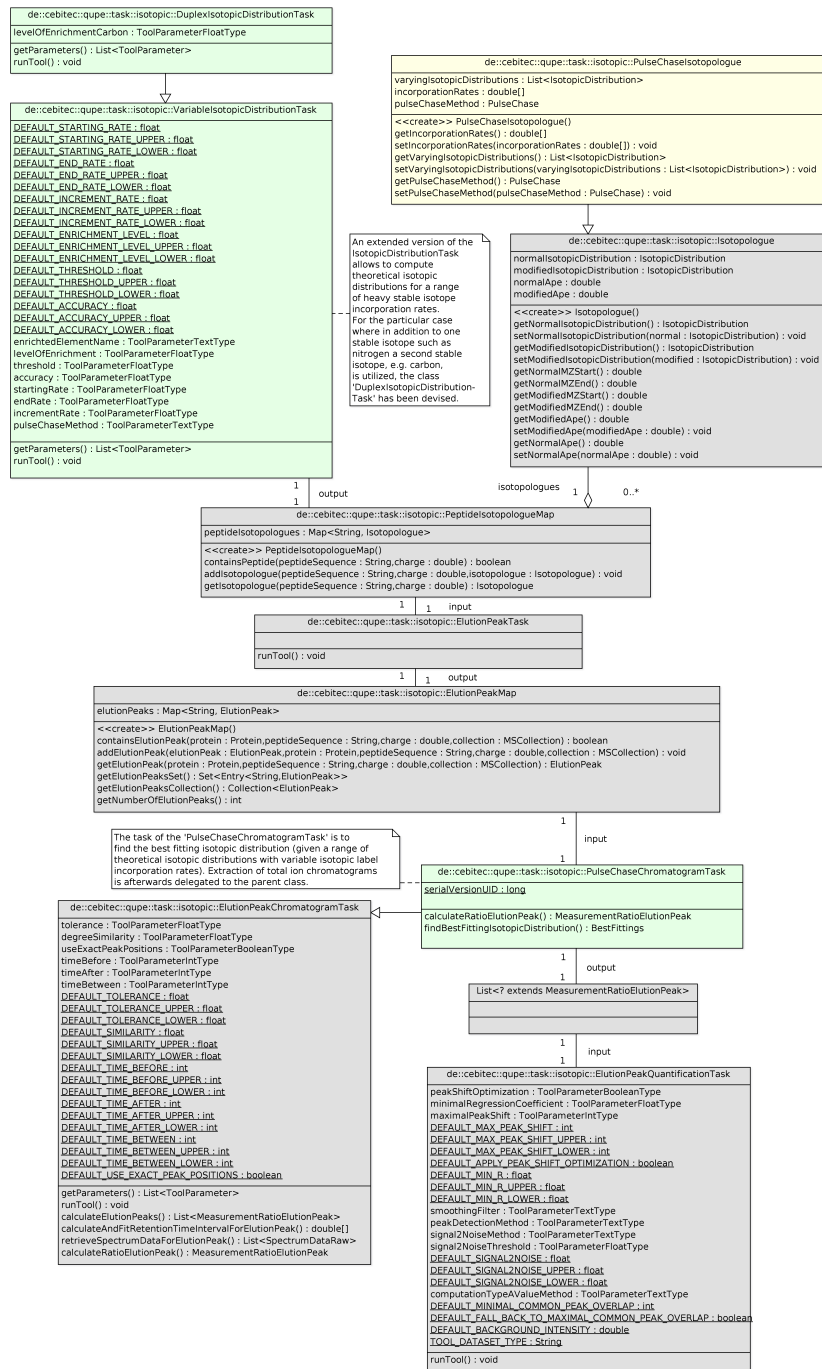 de::cebitec::qupe::task::isotopic::DuplexIsotopicDistributionTask
levelOfEnrichmentCarbon : ToolParameterFloatType
getParameters() : List<ToolParameter>
runTool() : void
de::cebitec::qupe::task::isotopic::PulseChaseIsotopologue
varyingIsotopicDistributions : List<IsotopicDistribution>
incorporationRates : double[]
pulseChaseMethod : PulseChase
<<create>> PulseChaseIsotopologue()
getIncorporationRates() : double[]
setIncorporationRates(incorporationRates : double[]) : void
getVaryingIsotopicDistributions() : List<IsotopicDistribution>
setVaryingIsotopicDistributions(varyingIsotopicDistributions : List<IsotopicDistribution>) : void
getPulseChaseMethod() : PulseChase
setPulseChaseMethod(pulseChaseMethod : PulseChase) : void
de::cebitec::qupe::task::isotopic::VariableIsotopicDistributionTask
DEFAULT_STARTING_RATE : float
DEFAULT_STARTING_RATE_UPPER : float
DEFAULT_STARTING_RATE_LOWER : float
DEFAULT_END_RATE : float
DEFAULT_END_RATE_UPPER : float
DEFAULT_END_RATE_LOWER : float
DEFAULT_INCREMENT_RATE : float
DEFAULT_INCREMENT_RATE_UPPER : float
DEFAULT_INCREMENT_RATE_LOWER : float
DEFAULT_ENRICHMENT_LEVEL : float
DEFAULT_ENRICHMENT_LEVEL_UPPER : float
DEFAULT_ENRICHMENT_LEVEL_LOWER : float
DEFAULT_THRESHOLD : float
DEFAULT_THRESHOLD_UPPER : float
DEFAULT_THRESHOLD_LOWER : float
DEFAULT_ACCURACY : float
DEFAULT_ACCURACY_UPPER : float
DEFAULT_ACCURACY_LOWER : float
enrichedElementName : ToolParameterTextType
levelOfEnrichment : ToolParameterFloatType
threshold : ToolParameterFloatType
accuracy : ToolParameterFloatType
startingRate : ToolParameterFloatType
endRate : ToolParameterFloatType
incrementRate : ToolParameterFloatType
pulseChaseMethod : ToolParameterTextType
getParameters() : List<ToolParameter>
runTool() : void
An extended version of the
IsotopicDistributionTask
allows to compute
theoretical isotopic
distributions for a range
of heavy stable isotope
incorporation rates.
For the particular case
where in addition to one
stable isotope such as
nitrogen a second stable
isotope, e.g. carbon,
is utilized, the class
'DuplexIsotopicDistribution-
Task' has been devised.
de::cebitec::qupe::task::isotopic::Isotopologue
normalIsotopicDistribution : IsotopicDistribution
modifiedIsotopicDistribution : IsotopicDistribution
normalApe : double
modifiedApe : double
<<create>> Isotopologue()
getNormalIsotopicDistribution() : IsotopicDistribution
setNormalIsotopicDistribution(normal : IsotopicDistribution) : void
getModifiedIsotopicDistribution() : IsotopicDistribution
setModifiedIsotopicDistribution(modified : IsotopicDistribution) : void
getNormalMZStart() : double
getNormalMZEnd() : double
getModifiedMZStart() : double
getModifiedMZEnd() : double
getModifiedApe() : double
setModifiedApe(modifiedApe : double) : void
getNormalApe() : double
setNormalApe(normalApe : double) : void
1
1 output
isotopologues 1 0..*
de::cebitec::qupe::task::isotopic::PeptideIsotopologueMap
peptideIsotopologues : Map<String, Isotopologue>
<<create>> PeptideIsotopologueMap()
containsPeptide(peptideSequence : String,charge : double) : boolean
addIsotopologue(peptideSequence : String,charge : double,isotopologue : Isotopologue) : void
getIsotopologue(peptideSequence : String,charge : double) : Isotopologue
1 1 input
de::cebitec::qupe::task::isotopic::ElutionPeakTask
runTool() : void
1 1 output
de::cebitec::qupe::task::isotopic::ElutionPeakMap
elutionPeaks : Map<String, ElutionPeak>
<<create>> ElutionPeakMap()
containsElutionPeak(protein : Protein,peptideSequence : String,charge : double,collection : MSCollection) : boolean
addElutionPeak(elutionPeak : ElutionPeak,protein : Protein,peptideSequence : String,charge : double,collection : MSCollection) : void
getElutionPeak(protein : Protein,peptideSequence : String,charge : double,collection : MSCollection) : ElutionPeak
getElutionPeaksSet() : Set<Entry<String,ElutionPeak>>
getElutionPeaksCollection() : Collection<ElutionPeak>
getNumberOfElutionPeaks() : int
1
input
1
The task of the 'PulseChaseChromatogramTask' is to
find the best fitting isotopic distribution (given a range of
theoretical isotopic distributions with variable isotopic label
incorporation rates). Extraction of total ion chromatograms
is afterwards delegated to the parent class.
de::cebitec::qupe::task::isotopic::PulseChaseChromatogramTask
serialVersionUID : long
calculateRatioElutionPeak() : MeasurementRatioElutionPeak
findBestFittingIsotopicDistribution() : BestFittings
de::cebitec::qupe::task::isotopic::ElutionPeakChromatogramTask
tolerance : ToolParameterFloatType
degreeSimilarity : ToolParameterFloatType
useExactPeakPositions : ToolParameterBooleanType
timeBefore : ToolParameterIntType
timeAfter : ToolParameterIntType
timeBetween : ToolParameterIntType
DEFAULT_TOLERANCE : float
DEFAULT_TOLERANCE_UPPER : float
DEFAULT_TOLERANCE_LOWER : float
DEFAULT_SIMILARITY : float
DEFAULT_SIMILARITY_UPPER : float
DEFAULT_SIMILARITY_LOWER : float
DEFAULT_TIME_BEFORE : int
DEFAULT_TIME_BEFORE_UPPER : int
DEFAULT_TIME_BEFORE_LOWER : int
DEFAULT_TIME_AFTER : int
DEFAULT_TIME_AFTER_UPPER : int
DEFAULT_TIME_AFTER_LOWER : int
DEFAULT_TIME_BETWEEN : int
DEFAULT_TIME_BETWEEN_UPPER : int
DEFAULT_TIME_BETWEEN_LOWER : int
DEFAULT_USE_EXACT_PEAK_POSITIONS : boolean
getParameters() : List<ToolParameter>
runTool() : void
calculateElutionPeaks() : List<MeasurementRatioElutionPeak>
calculateAndFitRetentionTimeIntervalForElutionPeak() : double[]
retrieveSpectrumDataForElutionPeak() : List<SpectrumDataRaw>
calculateRatioElutionPeak() : MeasurementRatioElutionPeak
1
output
1
List<? extends MeasurementRatioElutionPeak>
1
input
1
de::cebitec::qupe::task::isotopic::ElutionPeakQuantificationTask
peakShiftOptimization : ToolParameterBooleanType
minimalRegressionCoefficient : ToolParameterFloatType
maximalPeakShift : ToolParameterIntType
DEFAULT_MAX_PEAK_SHIFT : int
DEFAULT_MAX_PEAK_SHIFT_UPPER : int
DEFAULT_MAX_PEAK_SHIFT_LOWER : int
DEFAULT_APPLY_PEAK_SHIFT_OPTIMIZATION : boolean
DEFAULT_MIN_R : float
DEFAULT_MIN_R_UPPER : float
DEFAULT_MIN_R_LOWER : float
smoothingFilter : ToolParameterTextType
peakDetectionMethod : ToolParameterTextType
signal2NoiseMethod : ToolParameterTextType
signal2NoiseThreshold : ToolParameterFloatType
DEFAULT_SIGNAL2NOISE : float
DEFAULT_SIGNAL2NOISE_UPPER : float
DEFAULT_SIGNAL2NOISE_LOWER : float
computationTypeAValueMethod : ToolParameterTextType
DEFAULT_MINIMAL_COMMON_PEAK_OVERLAP : int
DEFAULT_FALL_BACK_TO_MAXIMAL_COMMON_PEAK_OVERLAP : boolean
DEFAULT_BACKGROUND_INTENSITY : double
TOOL_DATASET_TYPE : String
runTool() : void